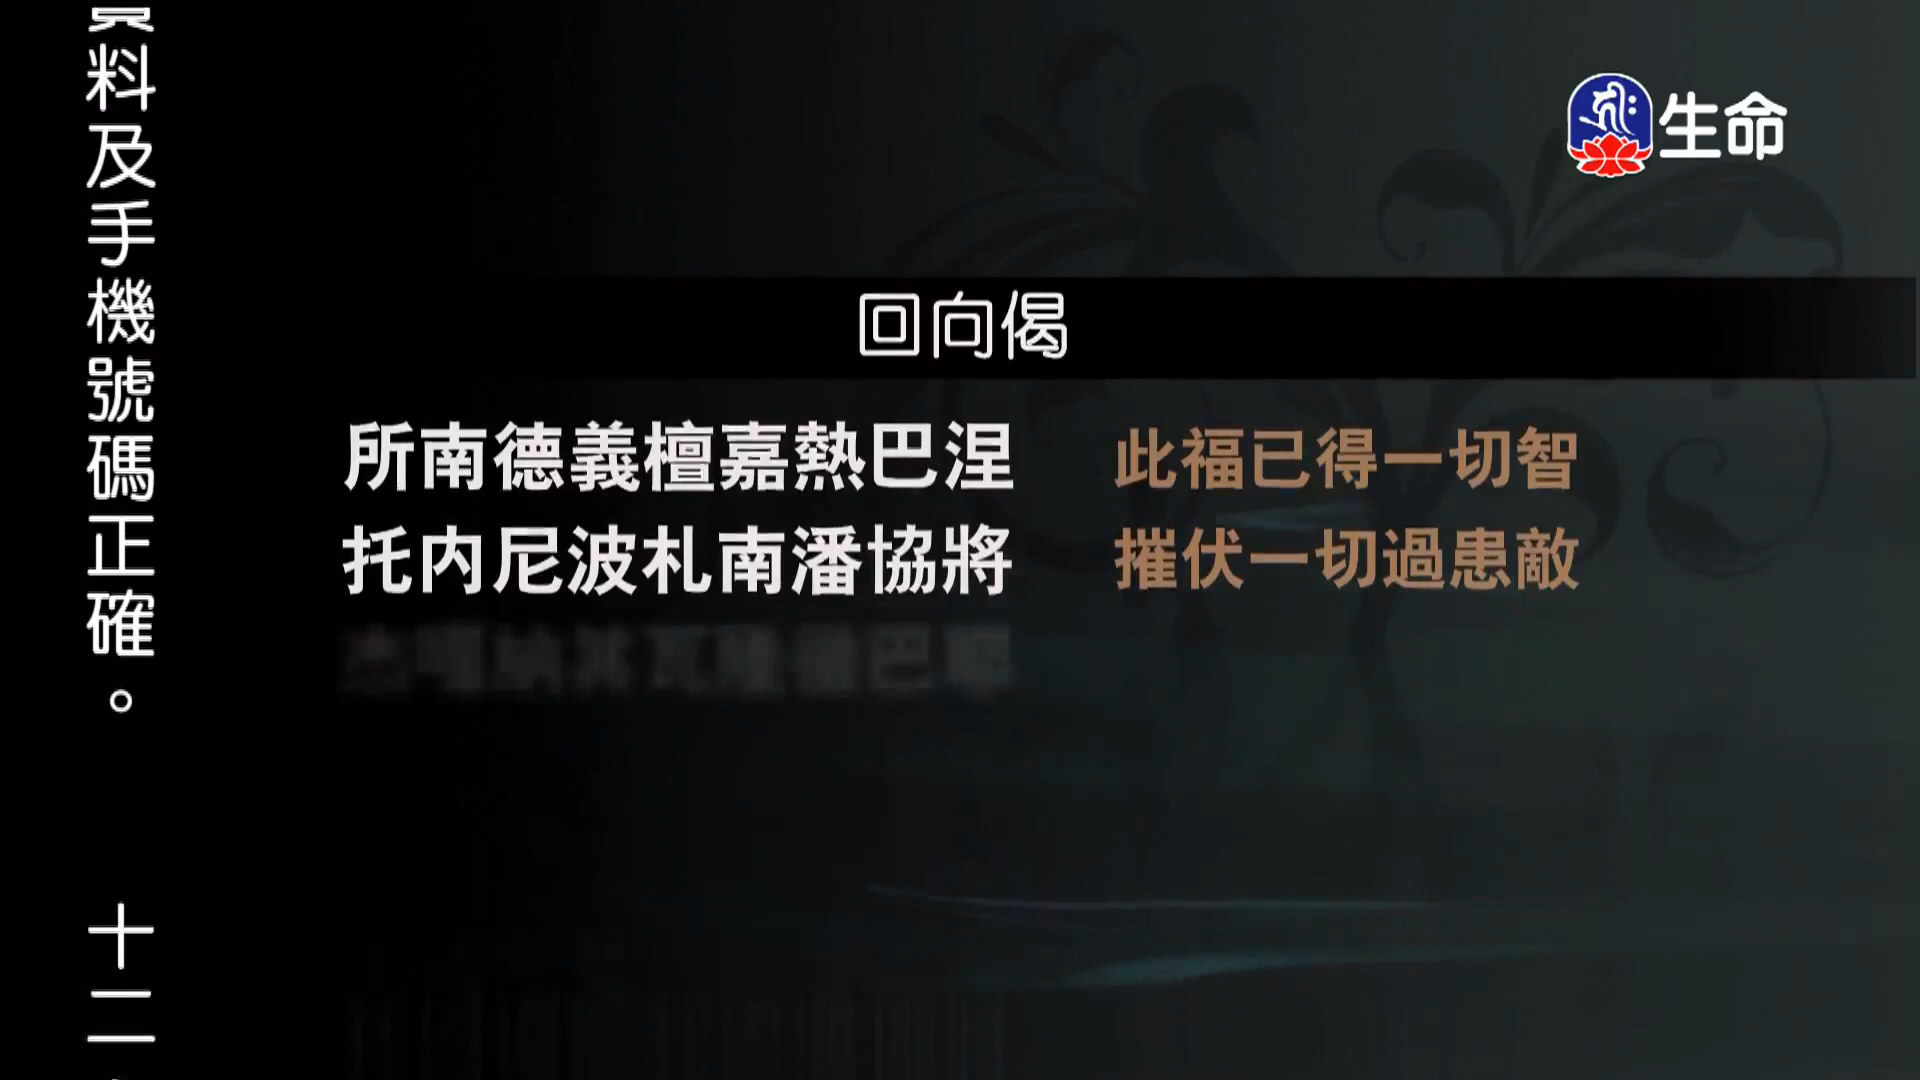 料及手機號碼正確。 十二
生命
回向偈
所南德義檀嘉熱巴涅 此福已得一切智
托内尼波札南潘協將 摧伏一切過患敵